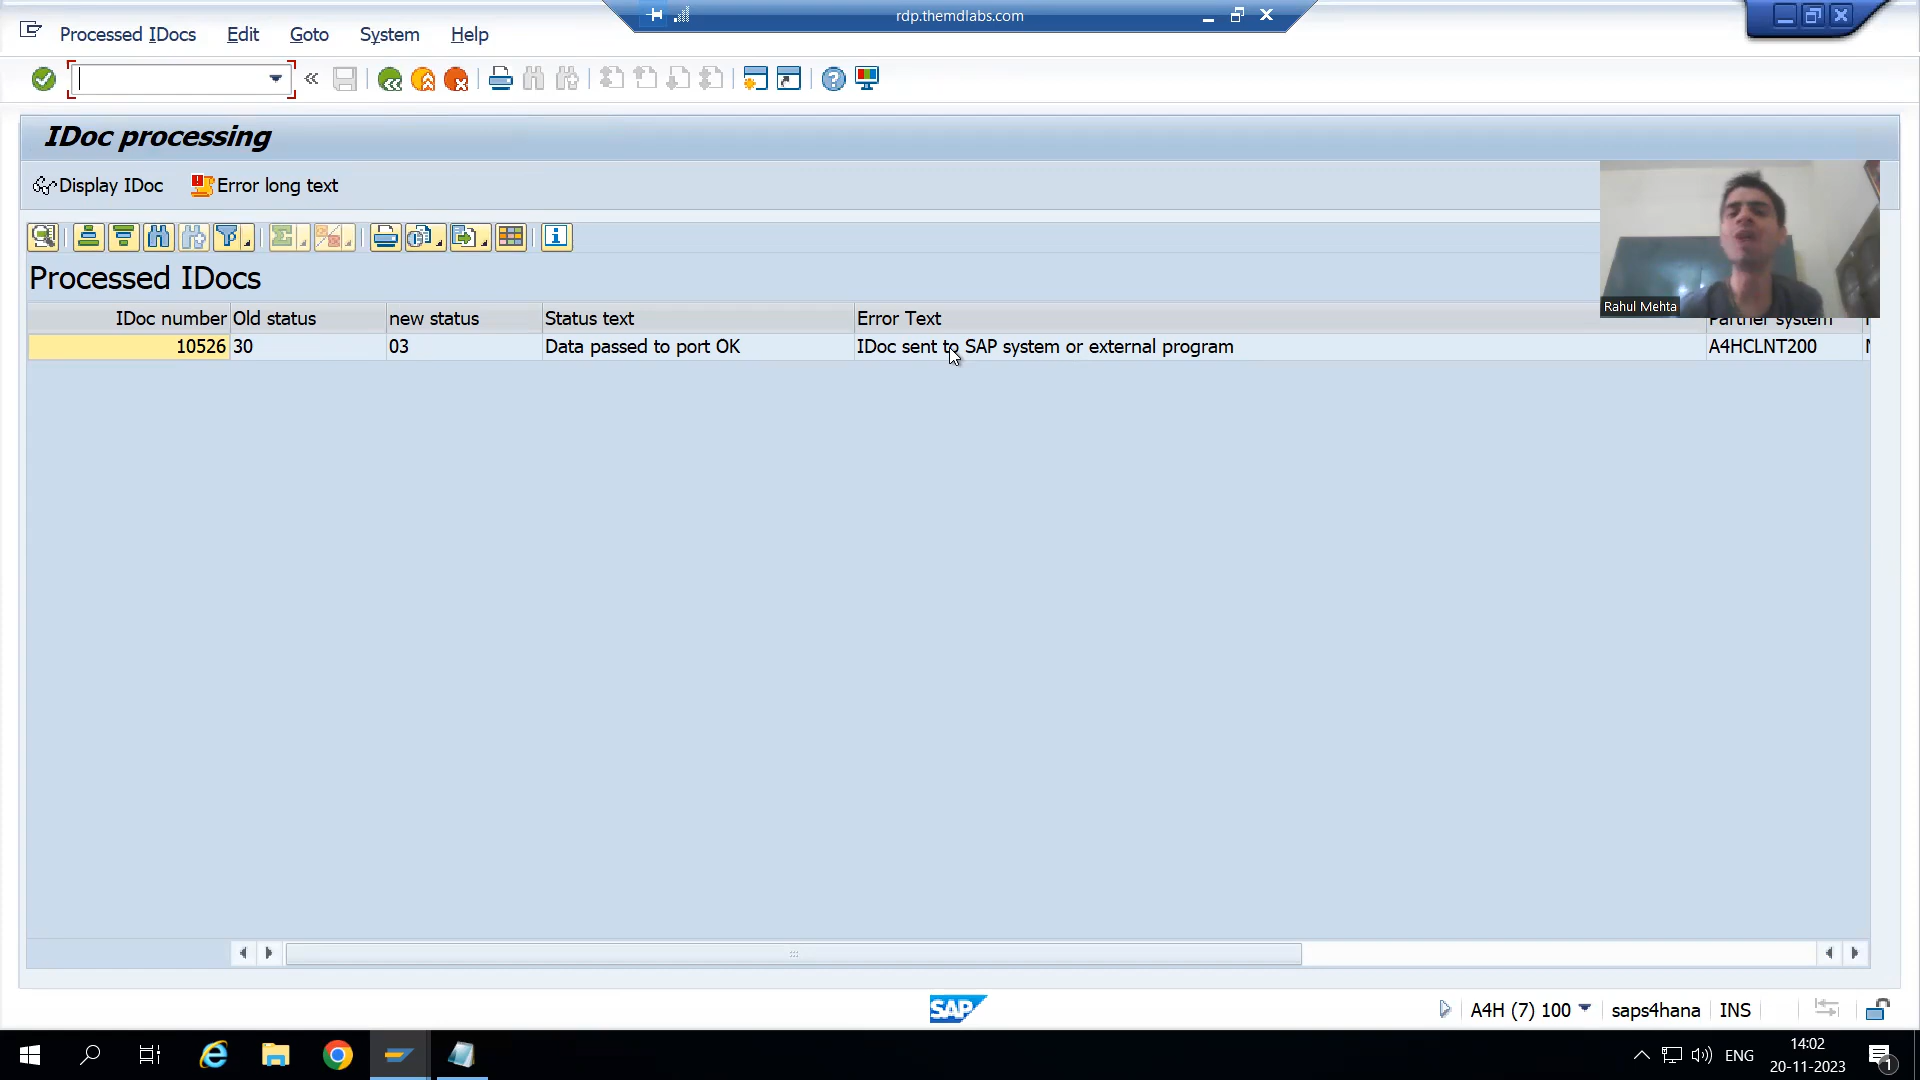 rdp.themdlabs.com
Processed IDocs Edit Goto System Help
IDoc processing
Display IDoc Error long text
Rahul Mehta
Processed IDocs
IDoc number Old status new status Status text Error Text Partner system
10526 30 03 Data passed to port OK IDoc sent to SAP system or external program A4HCLNT200
SAP
A4H (7) 100 saps4hana INS
14:02
ENG
20-11-2023
1